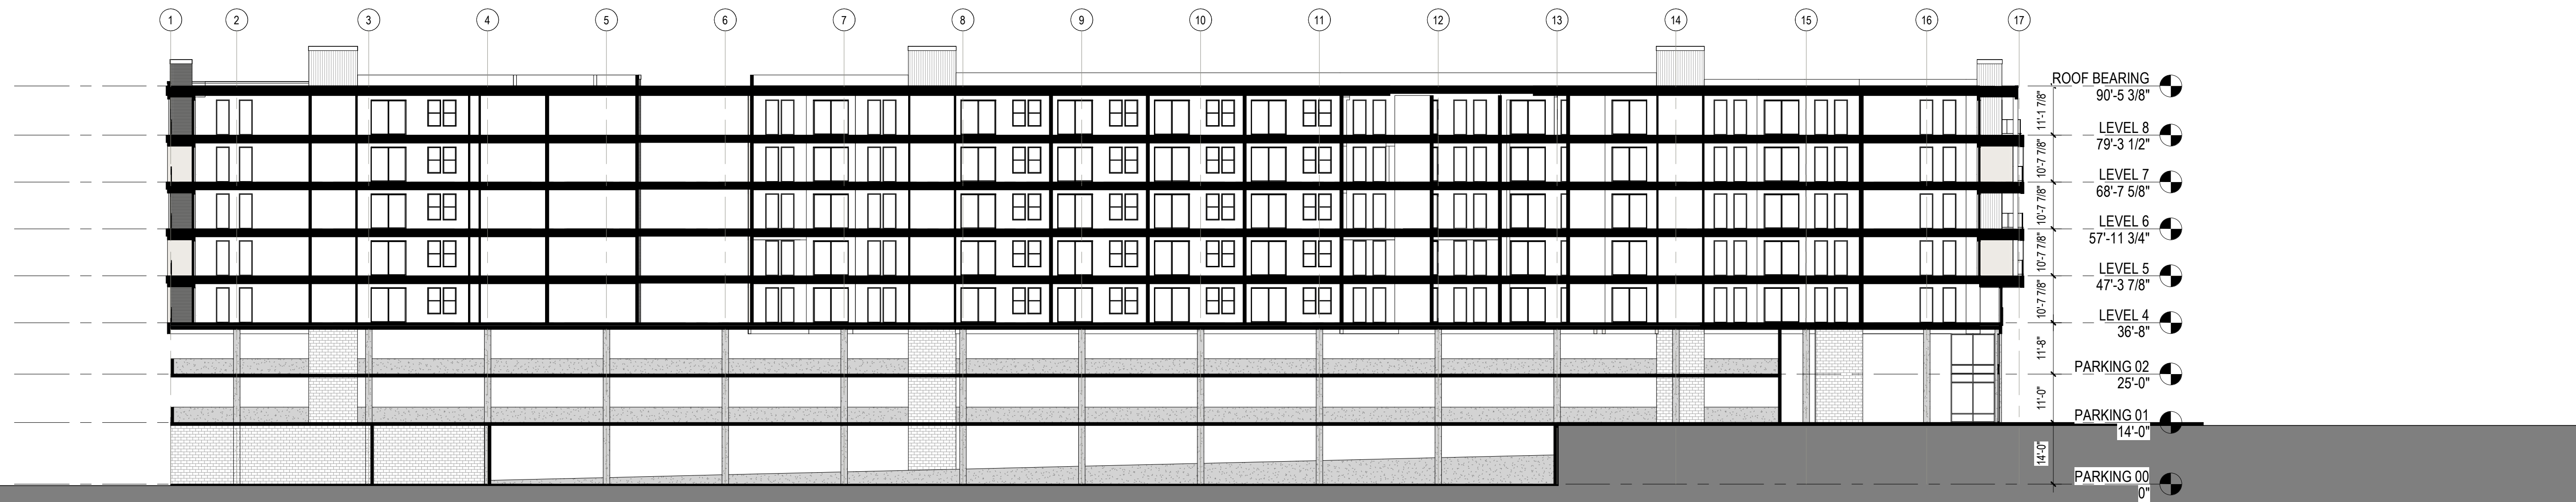 1 2 3 4 5 6 7 8 9 10 11 12 13 14 15 16 17
ROOF BEARING
90'-5 3/8"
11'-1 7/8"
LEVEL 8
79'-3 1/2"
10'-7 7/8"
LEVEL 7
68'-7 5/8"
10'-7 7/8"
LEVEL 6
57'-11 3/4"
10'-7 7/8"
LEVEL 5
47'-3 7/8"
10'-7 7/8"
LEVEL 4
36'-8"
11'-8"
PARKING 02
25'-0"
11'-0"
PARKING 01
14'-0"
14'-0"
PARKING 00
0"